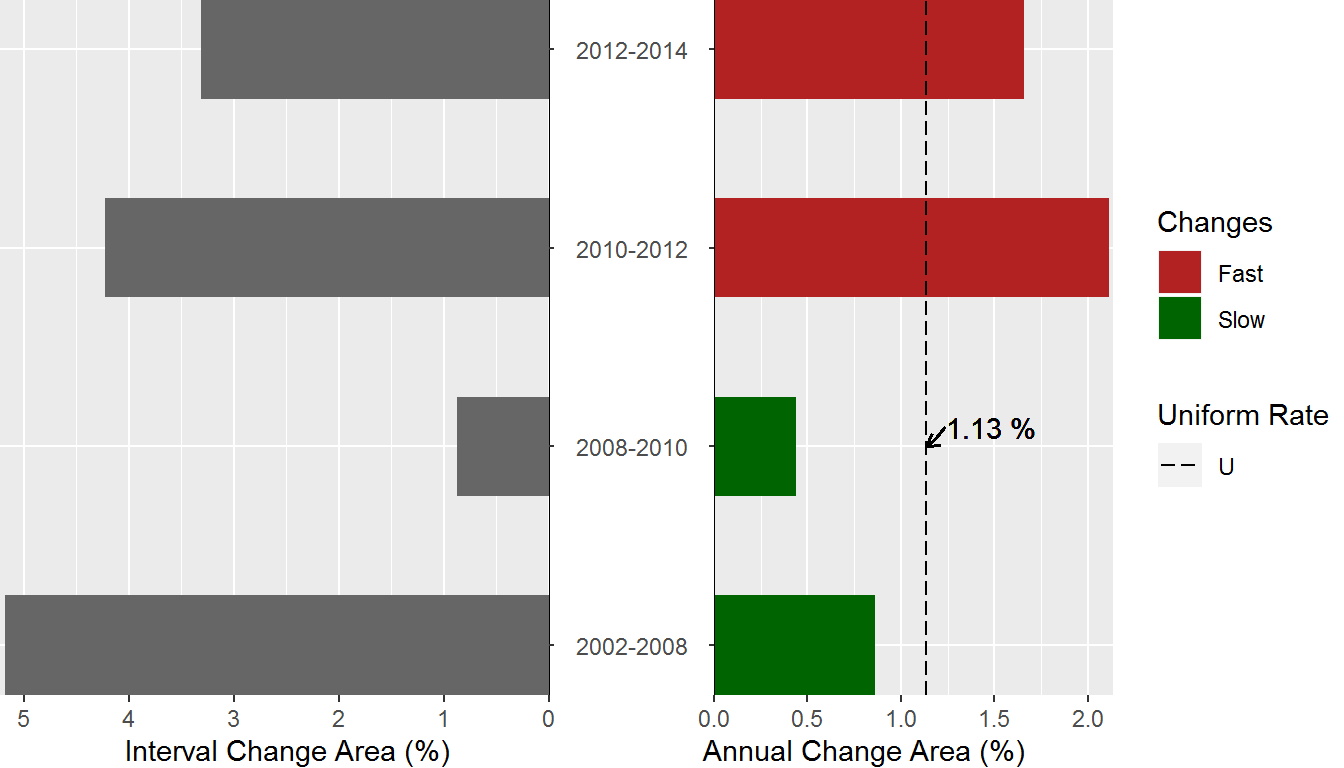 2012-2014
2010-2012
2008-2010
2002-2008
5 4 3 2 1 0
Interval Change Area (%)
1.13 %
0.0 0.5 1.0 1.5 2.0
Annual Change Area (%)
Changes
Fast
Slow
Uniform Rate
U